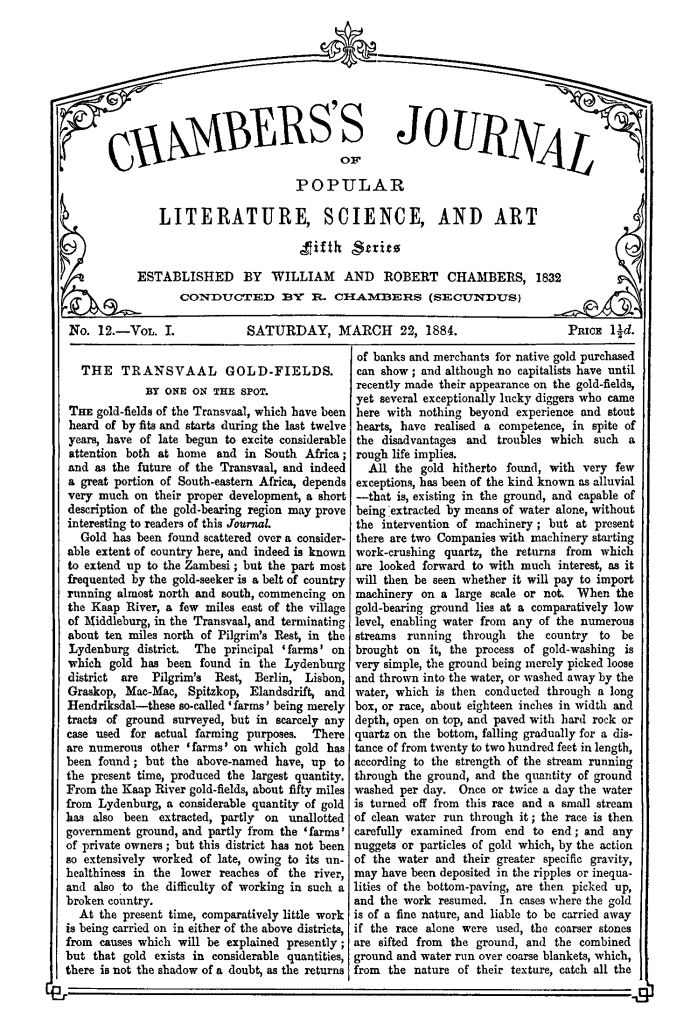 CHAMBERS'S JOURNAL
OF
POPULAR
LITERATURE, SCIENCE, AND ART
Fifth Series
ESTABLISHED BY WILLIAM AND ROBERT CHAMBERS, 1832
CONDUCTED BY R. CHAMBERS (SECUNDUS)
No. 12.—Vol. I.
SATURDAY, MARCH 22, 1884.
Price 1½d.
THE TRANSVAAL GOLD-FIELDS.
BY ONE ON THE SPOT.
The gold-fields of the Transvaal, which have been
heard of by fits and starts during the last twelve
years, have of late begun to excite considerable
attention both at home and in South Africa;
and as the future of the Transvaal, and indeed
a great portion of South-eastern Africa, depends
very much on their proper development, a short
description of the gold-bearing region may prove
interesting to readers of this Journal.
Gold has been found scattered over a consider-
able extent of country here, and indeed is known
to extend up to the Zambesi; but the part most
frequented by the gold-seeker is a belt of country
running almost north and south, commencing on
the Kaap River, a few miles east of the village
of Middleburg, in the Transvaal, and terminating
about ten miles north of Pilgrim's Rest, in the
Lydenburg district. The principal 'farms' on
which gold has been found in the Lydenburg
district are Pilgrim's Rest, Berlin, Lisbon,
Graskop, Mac-Mac, Spitzkop, Elandsdrift, and
Hendriksdal—these so-called 'farms' being merely
tracts of ground surveyed, but in scarcely any
case used for actual farming purposes. There
are numerous other 'farms' on which gold has
been found; but the above-named have, up to
the present time, produced the largest quantity.
From the Kaap River gold-fields, about fifty miles
from Lydenburg, a considerable quantity of gold
has also been extracted, partly on unallotted
government ground, and partly from the 'farms'
of private owners; but this district has not been
so extensively worked of late, owing to its un-
healthiness in the lower reaches of the river,
and also to the difficulty of working in such a
broken country.
At the present time, comparatively little work
is being carried on in either of the above districts,
from causes which will be explained presently;
but that gold exists in considerable quantities,
there is not the shadow of a doubt, as the returns
of banks and merchants for native gold purchased
can show; and although no capitalists have until
recently made their appearance on the gold-fields,
yet several exceptionally lucky diggers who came
here with nothing beyond experience and stout
hearts, have realised a competence, in spite of
the disadvantages and troubles which such a
rough life implies.
All the gold hitherto found, with very few
exceptions, has been of the kind known as alluvial
—that is, existing in the ground, and capable of
being extracted by means of water alone, without
the intervention of machinery; but at present
there are two Companies with machinery starting
work-crushing quartz, the returns from which
are looked forward to with much interest, as it
will then be seen whether it will pay to import
machinery on a large scale or not. When the
gold-bearing ground lies at a comparatively low
level, enabling water from any of the numerous
streams running through the country to be
brought on it, the process of gold-washing is
very simple, the ground being merely picked loose
and thrown into the water, or washed away by the
water, which is then conducted through a long
box, or race, about eighteen inches in width and
depth, open on top, and paved with hard rock or
quartz on the bottom, falling gradually for a dis-
tance of from twenty to two hundred feet in length,
according to the strength of the stream running
through the ground, and the quantity of ground
washed per day. Once or twice a day the water
is turned off from this race and a small stream
of clean water run through it; the race is then
carefully examined from end to end; and any
nuggets or particles of gold which, by the action
of the water and their greater specific gravity,
may have been deposited in the ripples or inequa-
lities of the bottom-paving, are then picked up,
and the work resumed. In cases where the gold
is of a fine nature, and liable to be carried away
if the race alone were used, the coarser stones
are sifted from the ground, and the combined
ground and water run over coarse blankets, which,
from the nature of their texture, catch all the